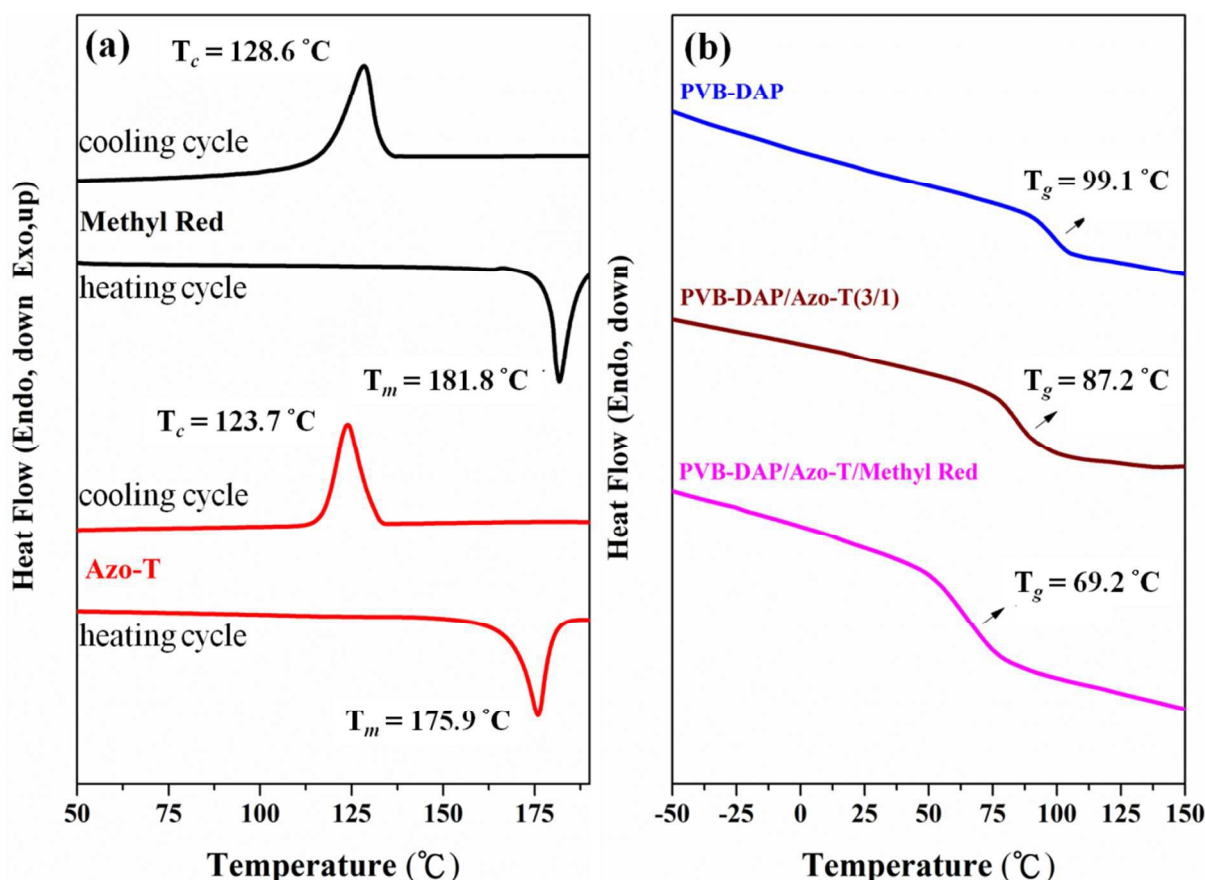 (a)
T_c = 128.6 °C
cooling cycle
Methyl Red
heating cycle
T_m = 181.8 °C
T_c = 123.7 °C
cooling cycle
Azo-T
heating cycle
T_m = 175.9 °C
50 75 100 125 150 175
Temperature (℃)
Heat Flow (Endo, down Exo,up)
(b)
PVB-DAP
T_g = 99.1 °C
PVB-DAP/Azo-T(3/1)
T_g = 87.2 °C
PVB-DAP/Azo-T/Methyl Red
T_g = 69.2 °C
-50 -25 0 25 50 75 100 125 150
Temperature (℃)
Heat Flow (Endo, down)